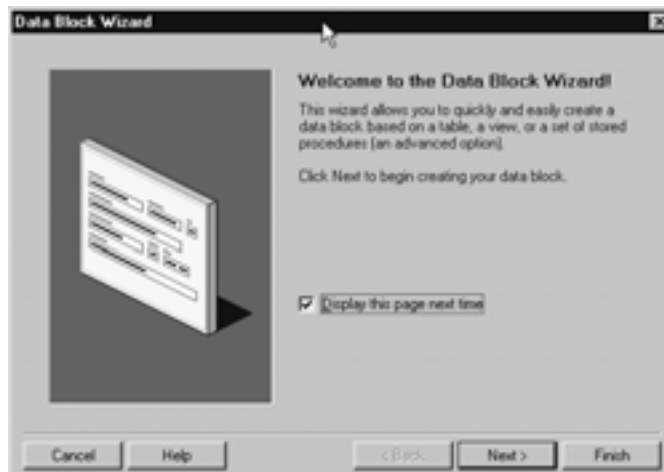 Data Block Wizard
Welcome to the Data Block Wizard!
This wizard allows you to quickly and easily create a
data block based on a table, a view, or a set of stored
procedures (an advanced option).
Click Next to begin creating your data block.
Display this page next time
Cancel
Help
< Back
Next >
Finish